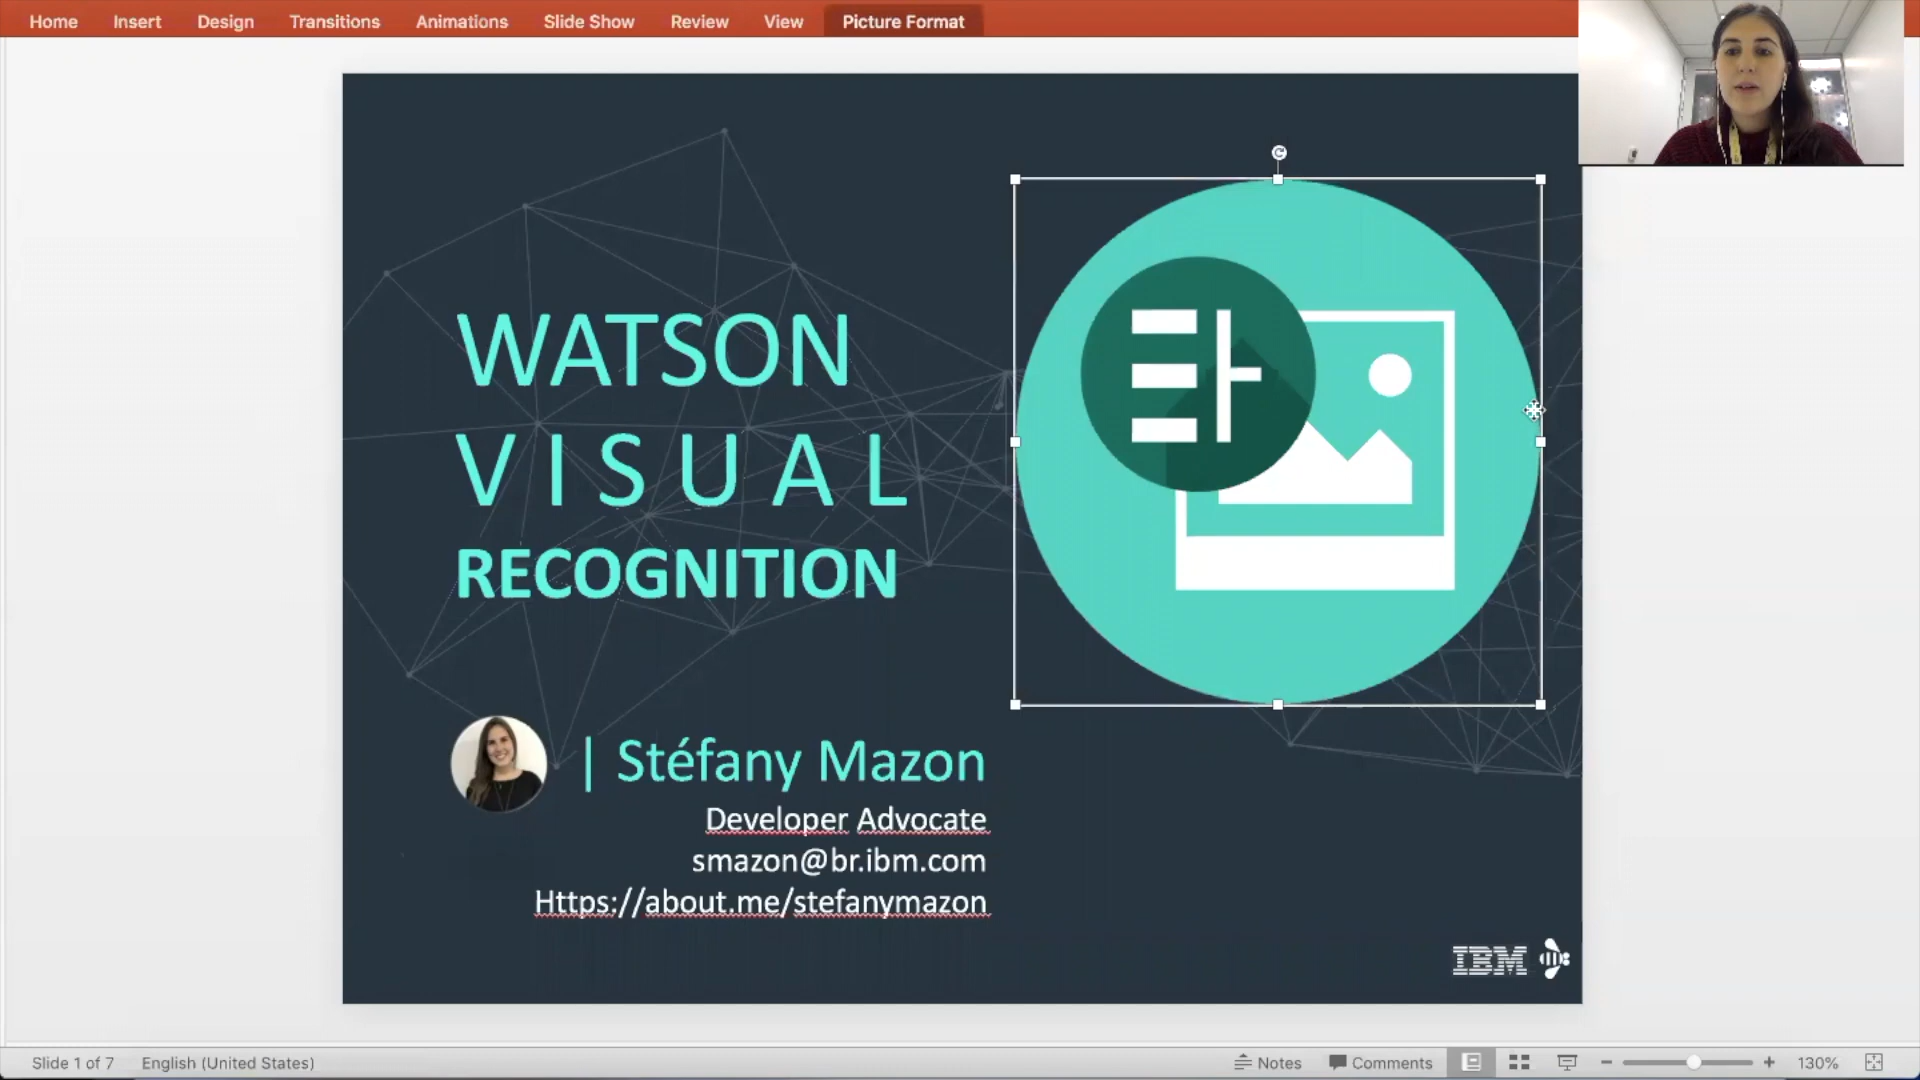 Home Insert Design Transitions Animations Slide Show Review View Picture Format
WATSON
VISUAL
RECOGNITION
| Stéfany Mazon
Developer Advocate
smazon@br.ibm.com
Https://about.me/stefanymazon
IBM
Slide 1 of 7 English (United States) Notes Comments 130%